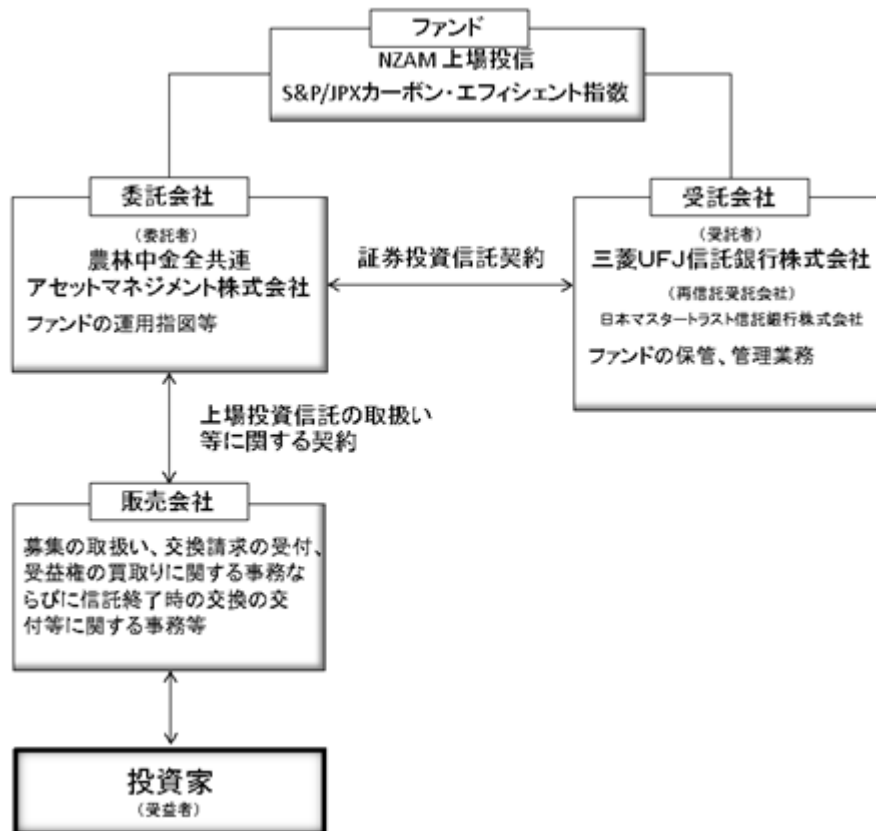 ファンド
NZAM 上場投信
S&P/JPXカーボン・エフィシェント指数
委託会社
（委託者）
農林中金全共連
アセットマネジメント株式会社
ファンドの運用指図等
証券投資信託契約
受託会社
（受託者）
三菱UFJ信託銀行株式会社
（再信託受託会社）
日本マスタートラスト信託銀行株式会社
ファンドの保管、管理業務
上場投資信託の取扱い
等に関する契約
販売会社
募集の取扱い、交換請求の受付、
受益権の買取りに関する事務な
らびに信託終了時の交換の交
付等に関する事務等
投資家
（受益者）